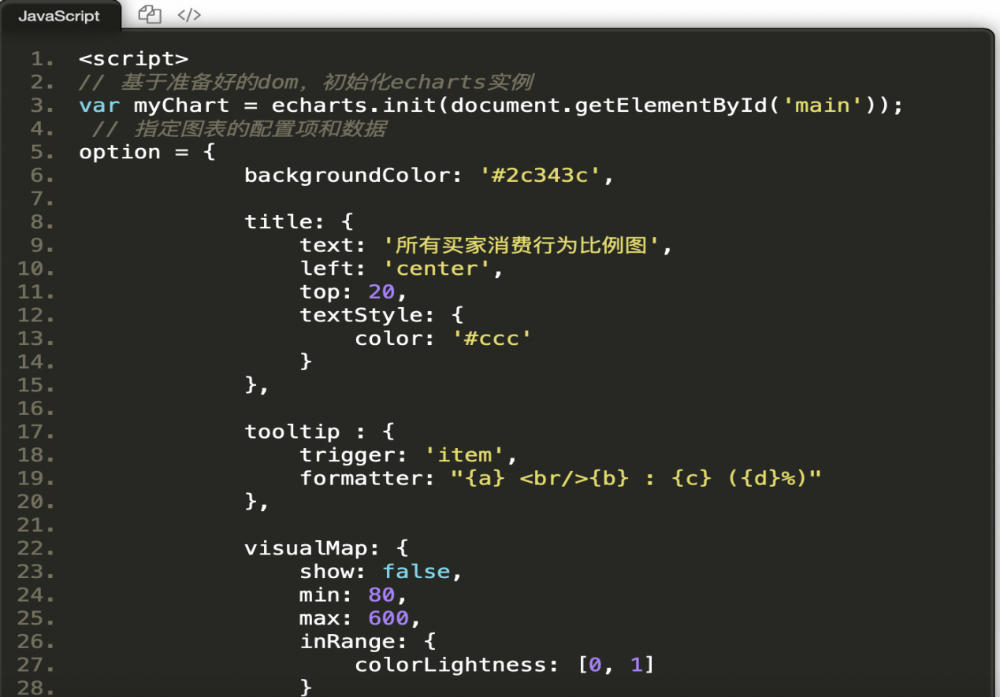 JavaScript </>
1. <script>
2. // 基于准备好的dom，初始化echarts实例
3. var myChart = echarts.init(document.getElementById('main'));
4.  // 指定图表的配置项和数据
5. option = {
6.             backgroundColor: '#2c343c',
7.
8.             title: {
9.                 text: '所有买家消费行为比例图',
10.                 left: 'center',
11.                 top: 20,
12.                 textStyle: {
13.                     color: '#ccc'
14.                 }
15.             },
16.
17.             tooltip : {
18.                 trigger: 'item',
19.                 formatter: "{a} <br/>{b} : {c} ({d}%)"
20.             },
21.
22.             visualMap: {
23.                 show: false,
24.                 min: 80,
25.                 max: 600,
26.                 inRange: {
27.                     colorLightness: [0, 1]
28.                 }